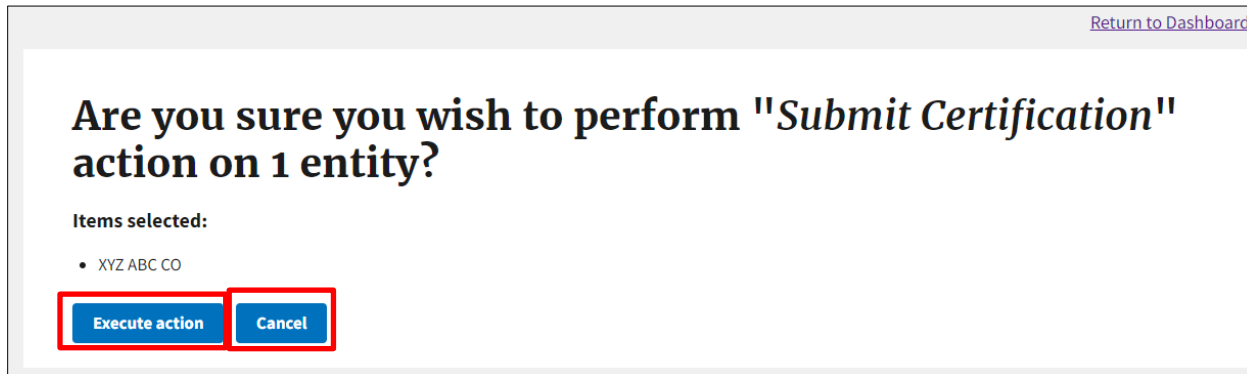 Return to Dashboard
Are you sure you wish to perform "Submit Certification"
action on 1 entity?
Items selected:
• XYZ ABC CO
Execute action Cancel